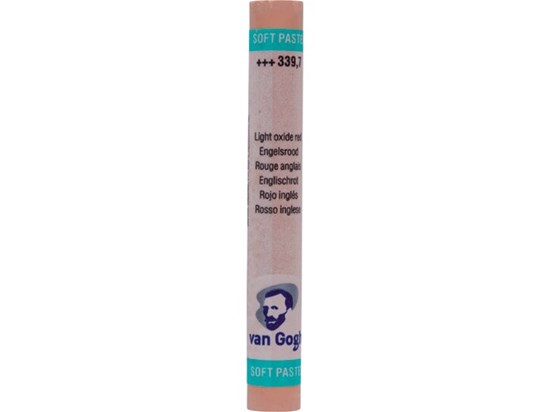 SOFT PASTE
+++ 339,7
Light oxide red
Engelsrood
Rouge anglais
Englischrot
Rojo inglés
Rosso inglese
van Gogh
SOFT PASTE